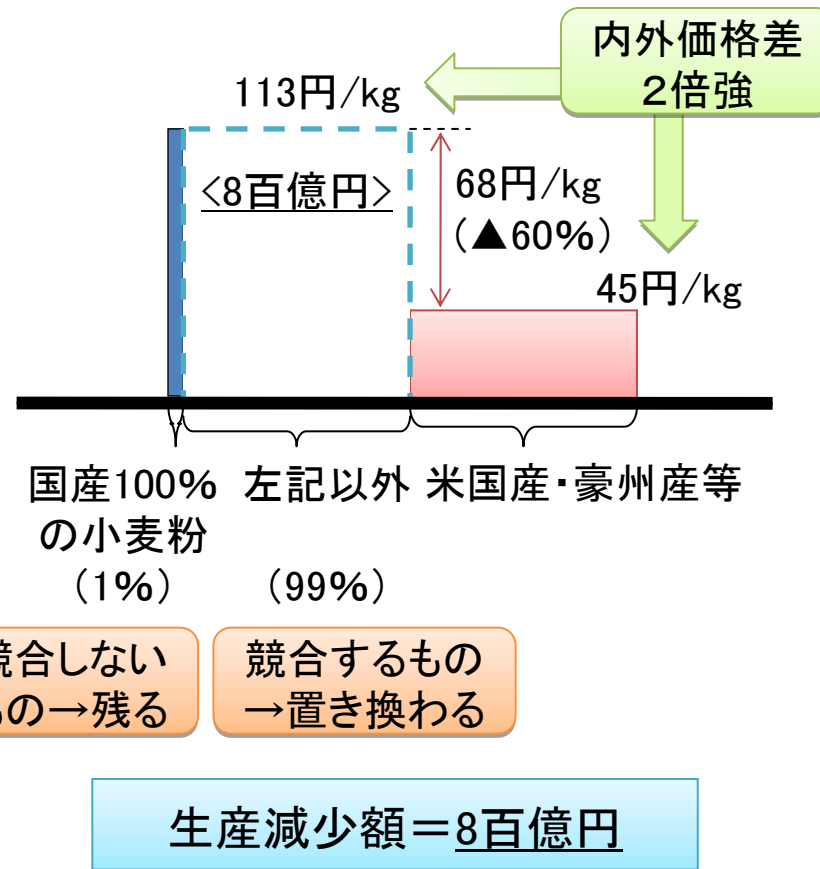 内外価格差
2倍強
113円/kg
<8百億円>
68円/kg
(▲60%)
45円/kg
国産100%
の小麦粉
(1%)
左記以外
(99%)
米国産・豪州産等
競合しない
もの→残る
競合するもの
→置き換わる
生産減少額=8百億円